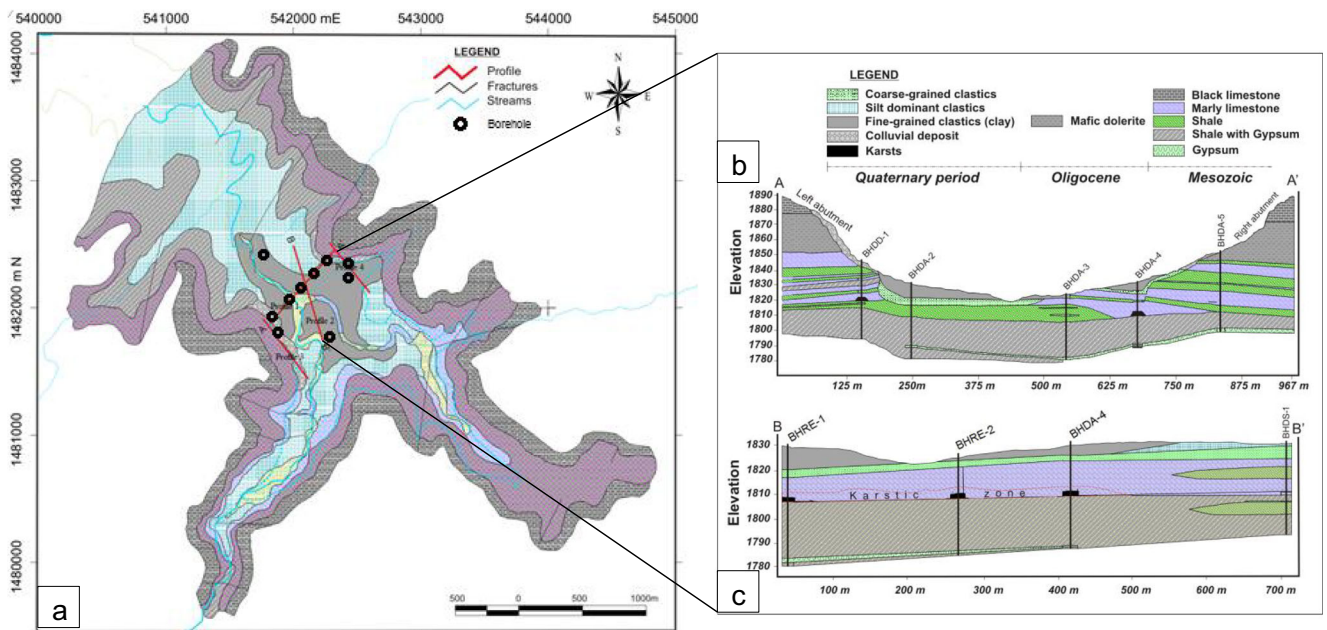 540000 541000 542000 mE 543000 544000 545000
1484000
1483000
1482000 m N
1481000
1480000
LEGEND
Profile
Fractures
Streams
Borehole
N
W E
S
B
Profile 4
Profile 2
A
Profile 3
500 0 500 1000m
a
LEGEND
Coarse-grained clastics
Silt dominant clastics
Fine-grained clastics (clay)
Colluvial deposit
Karsts
Mafic dolerite
Black limestone
Marly limestone
Shale
Shale with Gypsum
Gypsum
b
Quaternary period Oligocene Mesozoic
A A'
Elevation
1890
1880
1870
1860
1850
1840
1830
1820
1810
1800
1790
1780
Left abutment
BHDD-1
BHDA-2
BHDA-3
BHDA-4
BHDA-5
Right abutment
125 m 250m 375 m 500 m 625 m 750 m 875 m 967 m
B B'
BHRE-1
BHRE-2
BHDA-4
BHDS-1
Elevation
1830
1820
1810
1800
1790
1780
Karstic zone
100 m 200 m 300 m 400 m 500 m 600 m 700 m
c